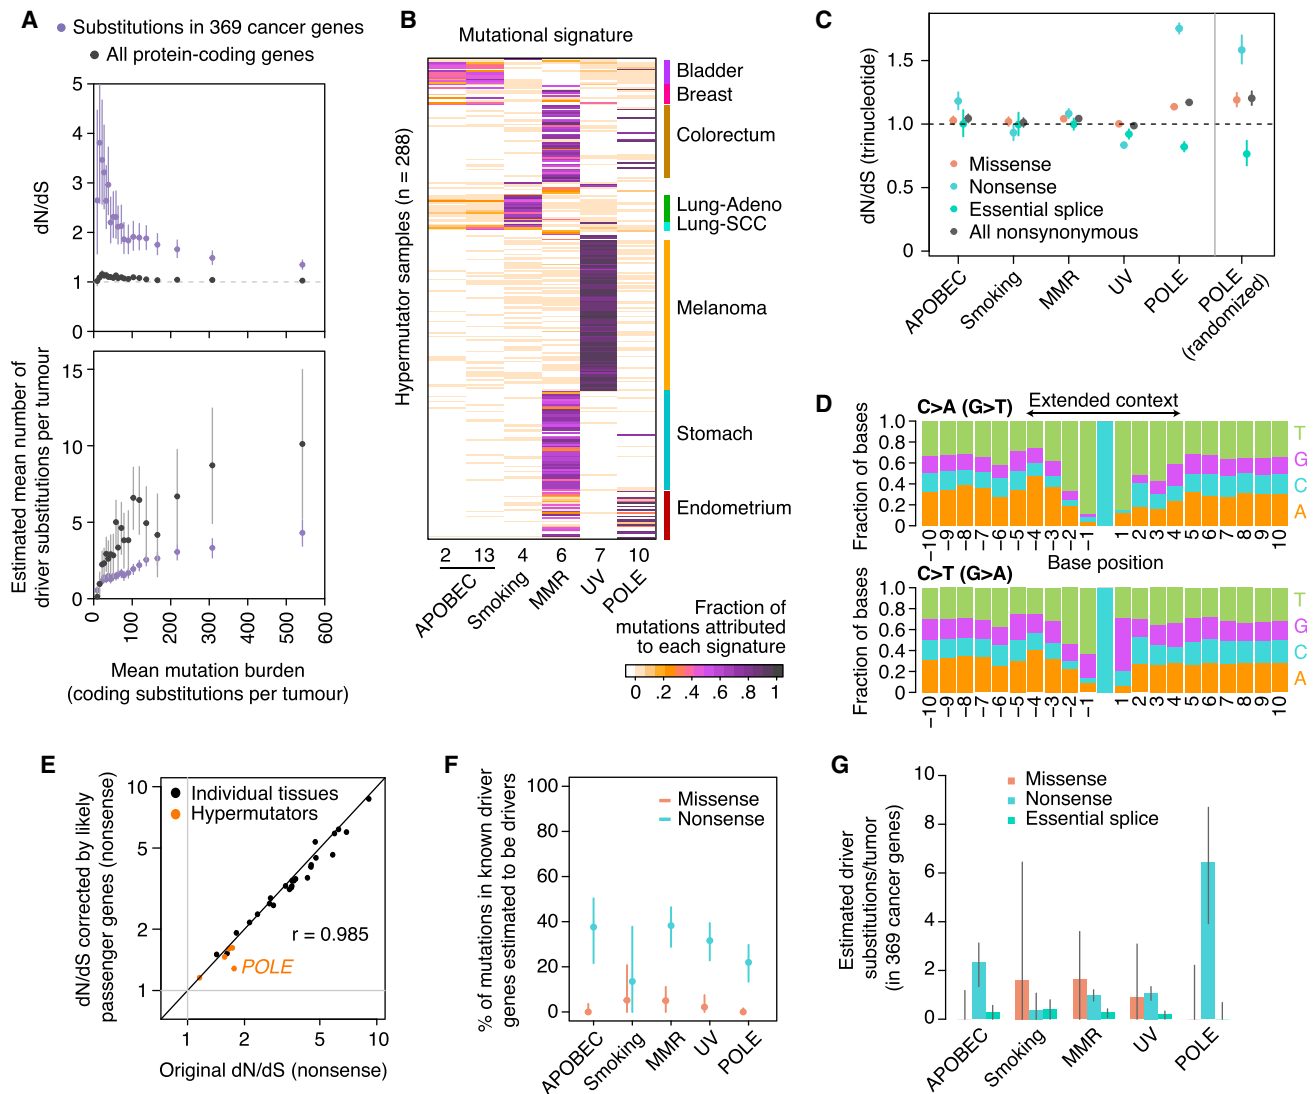 A
Substitutions in 369 cancer genes
All protein-coding genes
dN/dS
5
4
3
2
1
0
Estimated mean number of
driver substitutions per tumour
15
10
5
0
0
100
200
300
400
500
600
Mean mutation burden
(coding substitutions per tumour)
B
Mutational signature
Hypermutator samples (n = 288)
Bladder
Breast
Colorectum
Lung-Adeno
Lung-SCC
Melanoma
Stomach
Endometrium
2 13 4 6 7 10
APOBEC
Smoking
MMR
UV
POLE
Fraction of
mutations attributed
to each signature
0 .2 .4 .6 .8 1
C
dN/dS (trinucleotide)
1.5
1.0
0.5
0
Missense
Nonsense
Essential splice
All nonsynonymous
APOBEC
Smoking
MMR
UV
POLE
POLE
(randomized)
D
C>A (G>T)
Extended context
Fraction of bases
1.0
0.8
0.6
0.4
0.2
0
T
G
C
A
−10 −9 −8 −7 −6 −5 −4 −3 −2 −1 1 2 3 4 5 6 7 8 9 10
Base position
C>T (G>A)
Fraction of bases
1.0
0.8
0.6
0.4
0.2
0
T
G
C
A
−10 −9 −8 −7 −6 −5 −4 −3 −2 −1 1 2 3 4 5 6 7 8 9 10
E
dN/dS corrected by likely
passenger genes (nonsense)
10
5
2
1
Individual tissues
Hypermutators
r = 0.985
POLE
1 2 5 10
Original dN/dS (nonsense)
F
% of mutations in known driver
genes estimated to be drivers
100
80
60
40
20
0
Missense
Nonsense
APOBEC
Smoking
MMR
UV
POLE
G
Estimated driver
substitutions/tumor
(in 369 cancer genes)
10
8
6
4
2
0
Missense
Nonsense
Essential splice
APOBEC
Smoking
MMR
UV
POLE